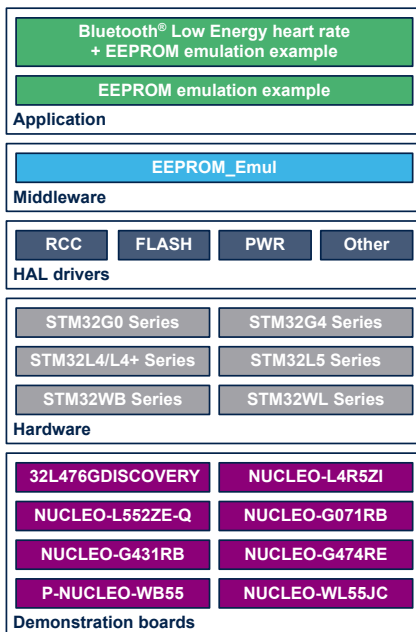 Bluetooth® Low Energy heart rate
+ EEPROM emulation example
EEPROM emulation example
Application
EEPROM_Emul
Middleware
RCC FLASH PWR Other
HAL drivers
STM32G0 Series STM32G4 Series
STM32L4/L4+ Series STM32L5 Series
STM32WB Series STM32WL Series
Hardware
32L476GDISCOVERY NUCLEO-L4R5ZI
NUCLEO-L552ZE-Q NUCLEO-G071RB
NUCLEO-G431RB NUCLEO-G474RE
P-NUCLEO-WB55 NUCLEO-WL55JC
Demonstration boards